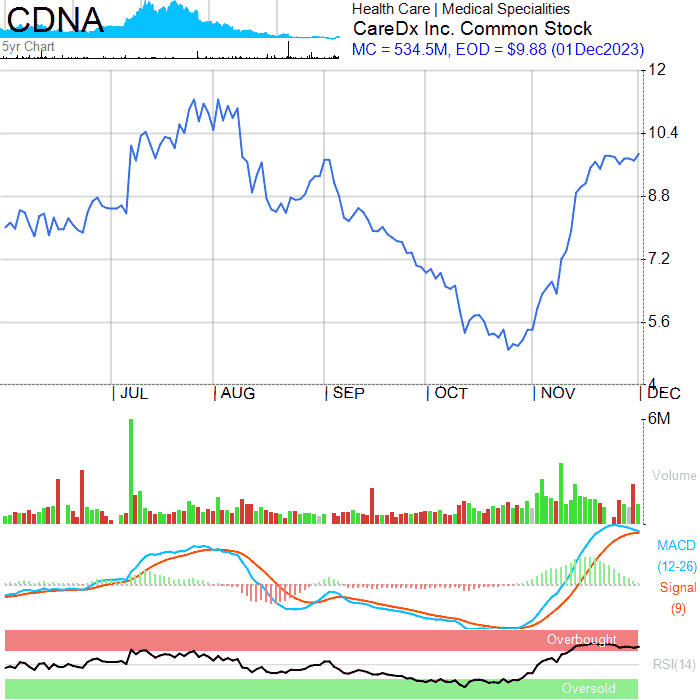 CDNA
5yr Chart
Health Care | Medical Specialities
CareDx Inc. Common Stock
MC = 534.5M, EOD = $9.88 (01Dec2023)
12
10.4
8.8
7.2
5.6
4
JUL AUG SEP OCT NOV DEC
6M
Volume
MACD
(12-26)
Signal
(9)
Overbought
RSI(14)
Oversold